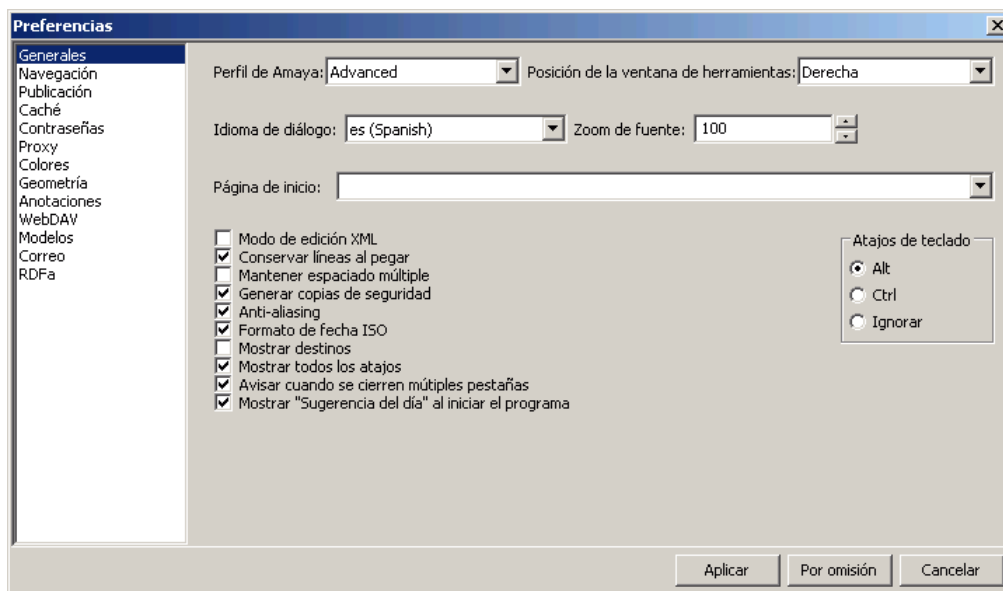 Preferencias
Generales
Navegación
Publicación
Caché
Contraseñas
Proxy
Colores
Geometría
Anotaciones
WebDAV
Modelos
Correo
RDFa
Perfil de Amaya: Advanced Posición de la ventana de herramientas: Derecha
Idioma de diálogo: es (Spanish) Zoom de fuente: 100
Página de inicio:
Modo de edición XML
Conservar líneas al pegar
Mantener espaciado múltiple
Generar copias de seguridad
Anti-aliasing
Formato de fecha ISO
Mostrar destinos
Mostrar todos los atajos
Avisar cuando se cierren mútiples pestañas
Mostrar "Sugerencia del día" al iniciar el programa
Atajos de teclado
Alt
Ctrl
Ignorar
Aplicar Por omisión Cancelar